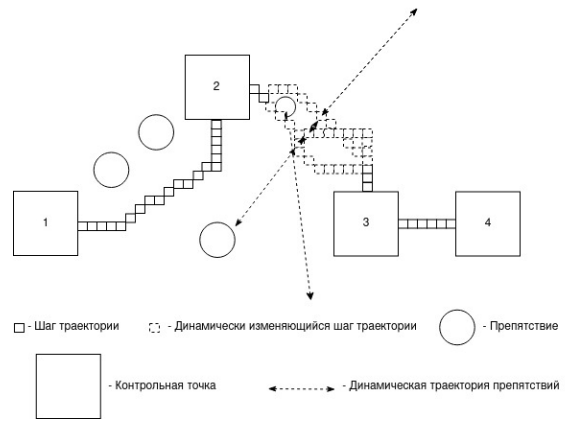 2
1
3
4
- Шаг траектории
- Динамически изменяющийся шаг траектории
- Препятствие
- Контрольная точка
- Динамическая траектория препятствий